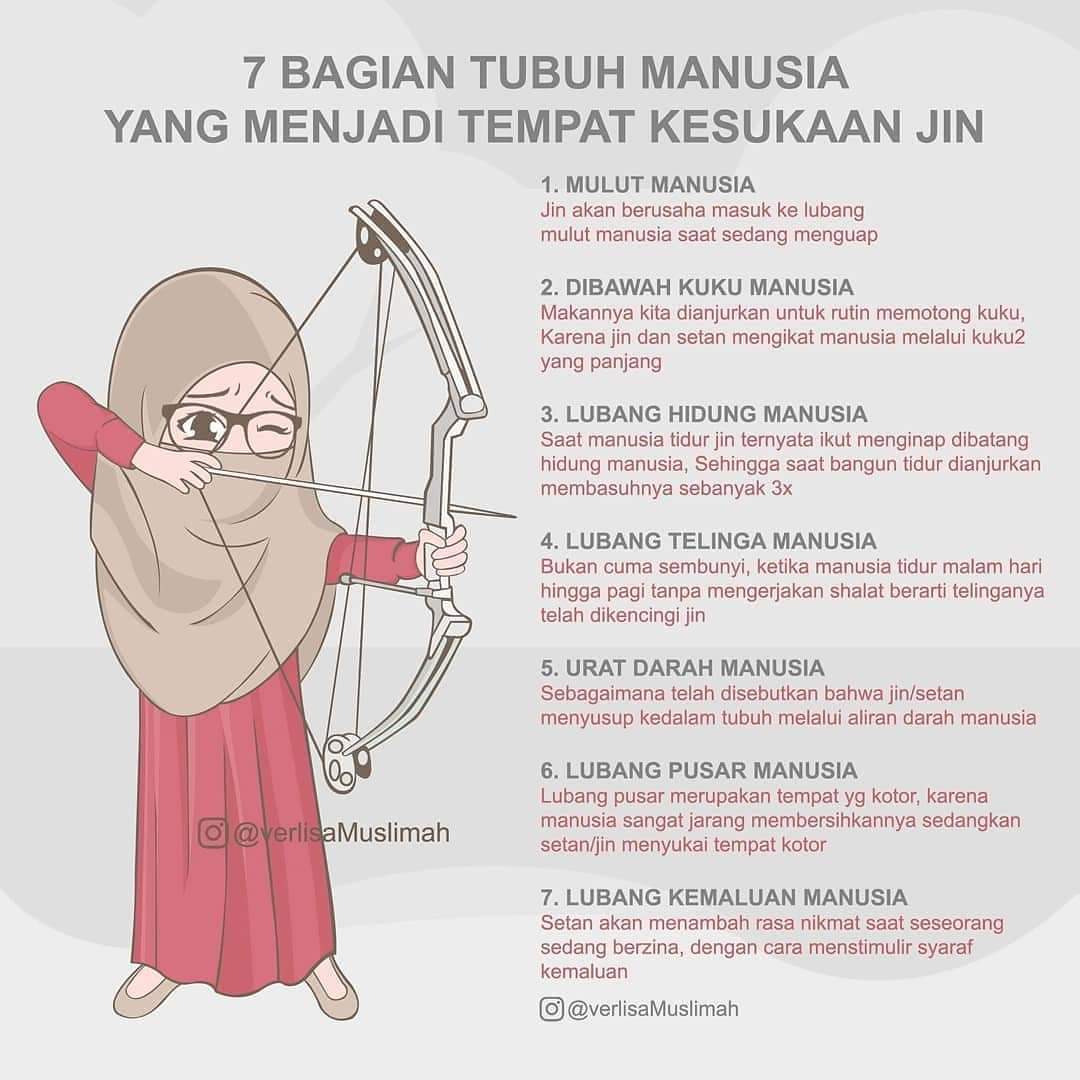 7 BAGIAN TUBUH MANUSIA
YANG MENJADI TEMPAT KESUKAAN JIN
1. MULUT MANUSIA
Jin akan berusaha masuk ke lubang
mulut manusia saat sedang menguap
2. DIBAWAH KUKU MANUSIA
Makannya kita dianjurkan untuk rutin memotong kuku,
Karena jin dan setan mengikat manusia melalui kuku2
yang panjang
3. LUBANG HIDUNG MANUSIA
Saat manusia tidur jin ternyata ikut menginap dibatang
hidung manusia, Sehingga saat bangun tidur dianjurkan
membasuhnya sebanyak 3x
4. LUBANG TELINGA MANUSIA
Bukan cuma sembunyi, ketika manusia tidur malam hari
hingga pagi tanpa mengerjakan shalat berarti telinganya
telah dikencingi jin
5. URAT DARAH MANUSIA
Sebagaimana telah disebutkan bahwa jin/setan
menyusup kedalam tubuh melalui aliran darah manusia
6. LUBANG PUSAR MANUSIA
Lubang pusar merupakan tempat yg kotor, karena
manusia sangat jarang membersihkannya sedangkan
setan/jin menyukai tempat kotor
7. LUBANG KEMALUAN MANUSIA
Setan akan menambah rasa nikmat saat seseorang
sedang berzina, dengan cara menstimulir syaraf
kemaluan
@verlisaMuslimah
@verlisaMuslimah